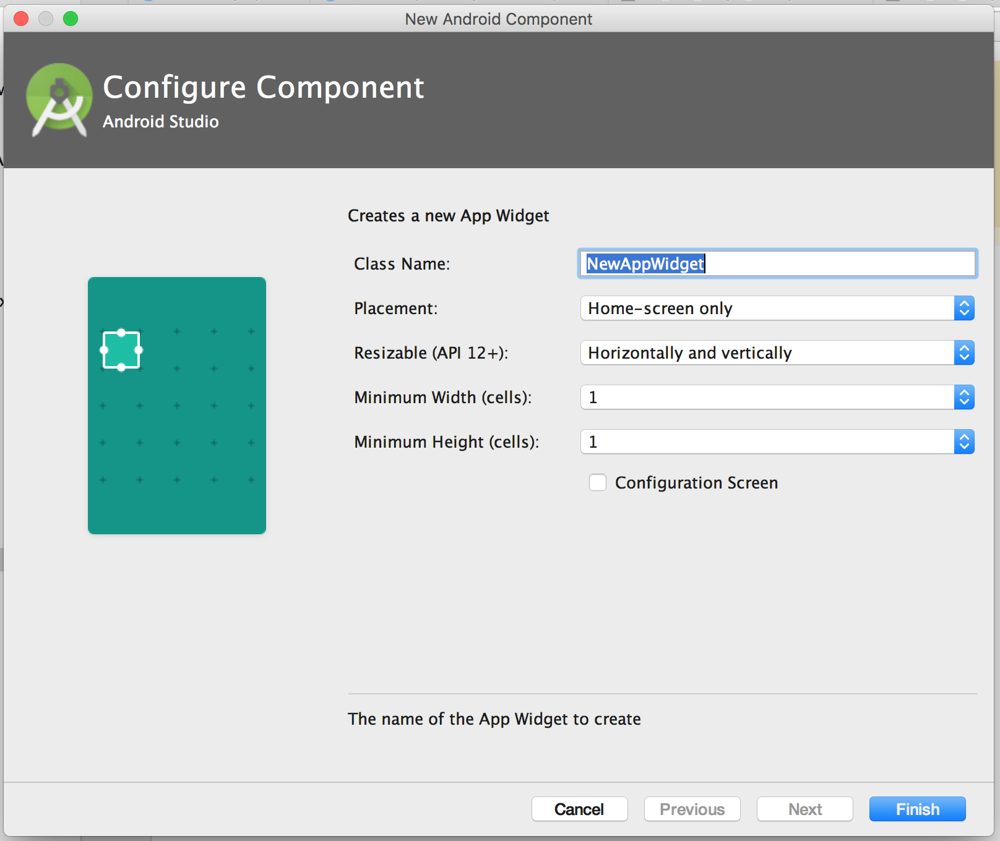 New Android Component
Configure Component
Android Studio
Creates a new App Widget
Class Name: NewAppWidget
Placement: Home-screen only
Resizable (API 12+): Horizontally and vertically
Minimum Width (cells): 1
Minimum Height (cells): 1
Configuration Screen
The name of the App Widget to create
Cancel Previous Next Finish